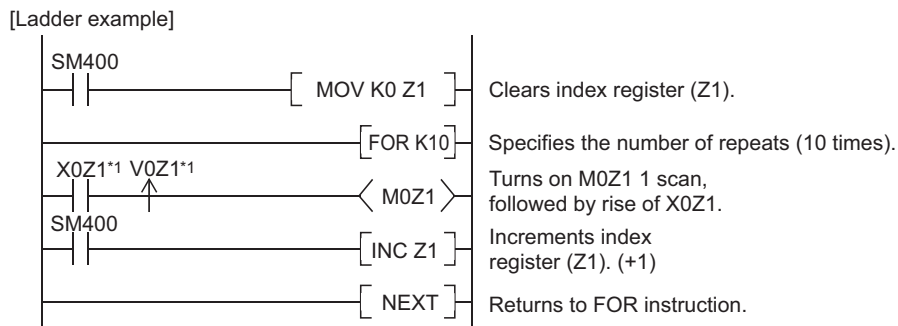 [Ladder example]
SM400
MOV K0 Z1 Clears index register (Z1).
FOR K10 Specifies the number of repeats (10 times).
X0Z1*1 V0Z1*1
M0Z1 Turns on M0Z1 1 scan,
followed by rise of X0Z1.
SM400
INC Z1 Increments index
register (Z1). (+1)
NEXT Returns to FOR instruction.